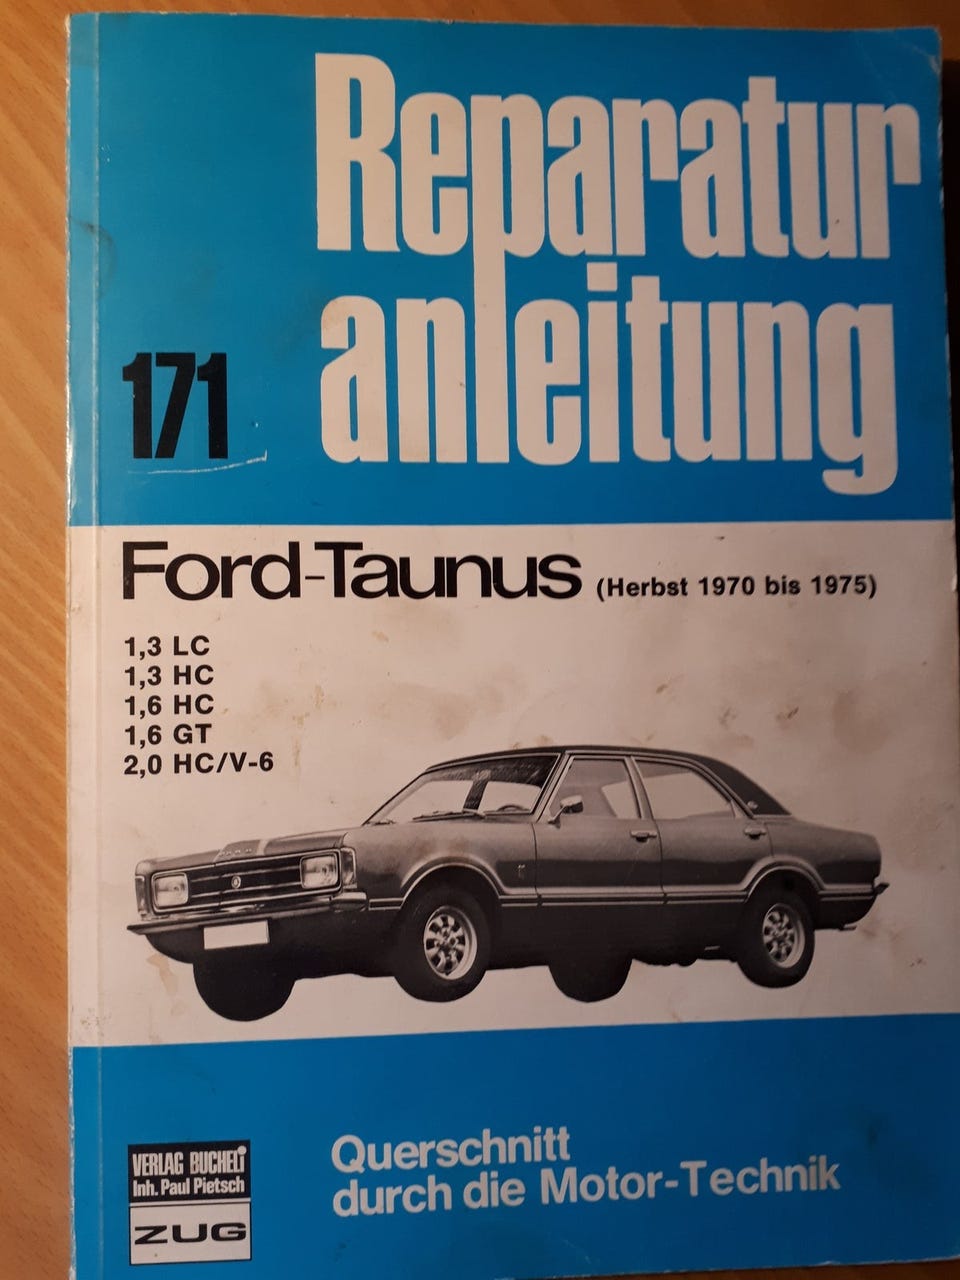 Reparatur
anleitung
171
Ford-Taunus (Herbst 1970 bis 1975)
1,3 LC
1,3 HC
1,6 HC
1,6 GT
2,0 HC/V-6
VERLAG BUCHELI
Inh. Paul Pietsch
ZUG
Querschnitt
durch die Motor-Technik